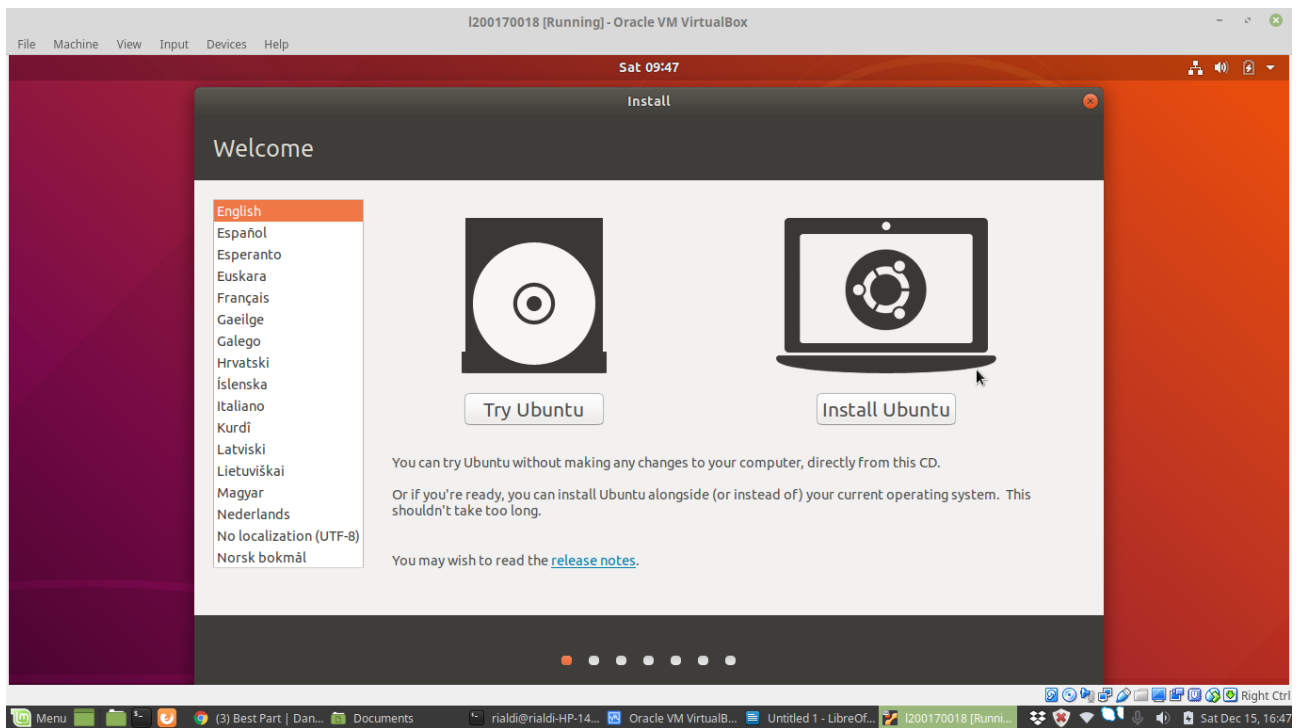 l200170018 [Running] - Oracle VM VirtualBox
File Machine View Input Devices Help
Sat 09:47
Install
Welcome
English
Español
Esperanto
Euskara
Français
Gaeilge
Galego
Hrvatski
Íslenska
Italiano
Kurdî
Latviski
Lietuviškai
Magyar
Nederlands
No localization (UTF-8)
Norsk bokmål
Try Ubuntu
Install Ubuntu
You can try Ubuntu without making any changes to your computer, directly from this CD.
Or if you're ready, you can install Ubuntu alongside (or instead of) your current operating system. This
shouldn't take too long.
You may wish to read the release notes.
Right Ctrl
Menu (3) Best Part | Dan... Documents rialdi@rialdi-HP-14... Oracle VM VirtualB... Untitled 1 - LibreOf... l200170018 [Runni... Sat Dec 15, 16:47